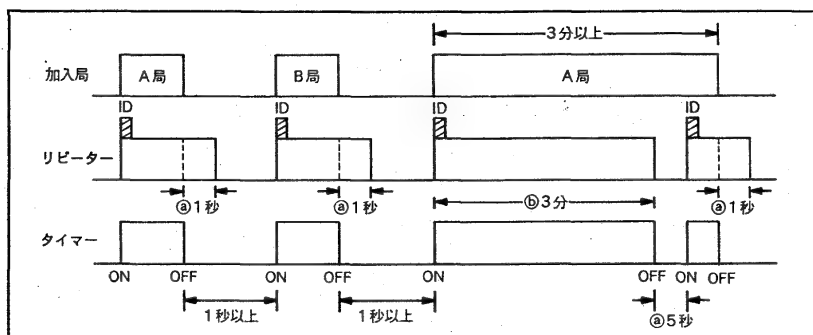 3分以上
加入局
A局
B局
A局
ID
ID
ID
ID
リピーター
ⓐ1秒
ⓐ1秒
ⓑ3分
ⓐ1秒
タイマー
ON
OFF
ON
OFF
ON
OFF
ON
OFF
1秒以上
1秒以上
ⓐ5秒